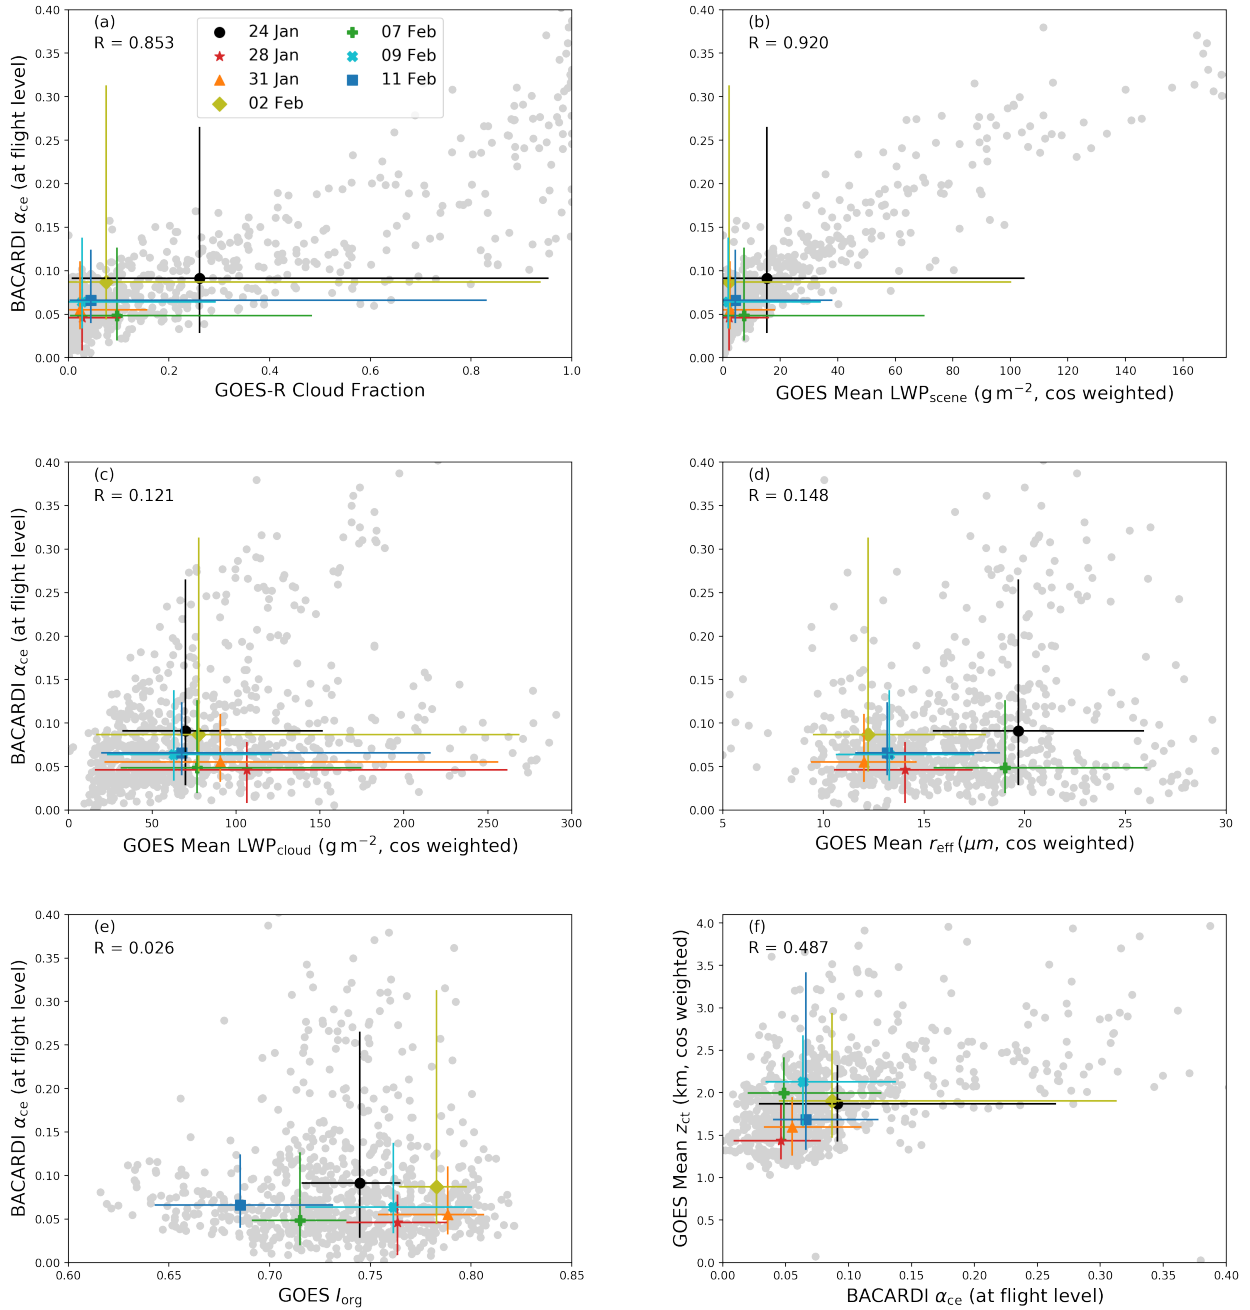 (a)
R = 0.853
24 Jan
28 Jan
31 Jan
02 Feb
07 Feb
09 Feb
11 Feb
BACARDI αce (at flight level)
0.40
0.35
0.30
0.25
0.20
0.15
0.10
0.05
0.00
0.0 0.2 0.4 0.6 0.8 1.0
GOES-R Cloud Fraction
(b)
R = 0.920
0.40
0.35
0.30
0.25
0.20
0.15
0.10
0.05
0.00
0 20 40 60 80 100 120 140 160
GOES Mean LWPscene (g m−2, cos weighted)
(c)
R = 0.121
BACARDI αce (at flight level)
0.40
0.35
0.30
0.25
0.20
0.15
0.10
0.05
0.00
0 50 100 150 200 250 300
GOES Mean LWPcloud (g m−2, cos weighted)
(d)
R = 0.148
0.40
0.35
0.30
0.25
0.20
0.15
0.10
0.05
0.00
5 10 15 20 25 30
GOES Mean reff (μm, cos weighted)
(e)
R = 0.026
BACARDI αce (at flight level)
0.40
0.35
0.30
0.25
0.20
0.15
0.10
0.05
0.00
0.60 0.65 0.70 0.75 0.80 0.85
GOES Iorg
(f)
R = 0.487
GOES Mean zct (km, cos weighted)
4.0
3.5
3.0
2.5
2.0
1.5
1.0
0.5
0.0
0.00 0.05 0.10 0.15 0.20 0.25 0.30 0.35 0.40
BACARDI αce (at flight level)